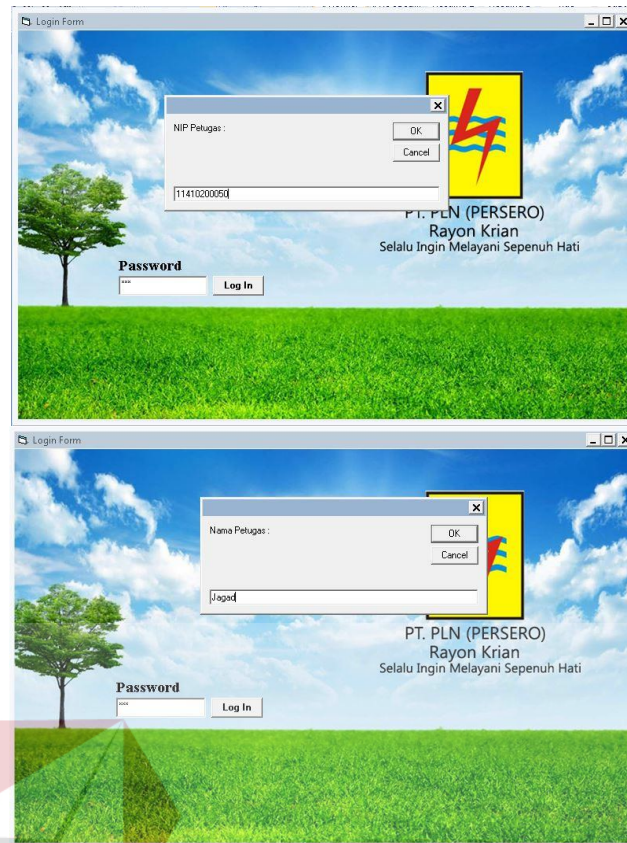 Login Form
NIP Petugas :
OK
Cancel
11410200050
PT. PLN (PERSERO)
Rayon Krian
Selalu Ingin Melayani Sepenuh Hati
Password
Log In
Login Form
Nama Petugas :
OK
Cancel
Jagad
PT. PLN (PERSERO)
Rayon Krian
Selalu Ingin Melayani Sepenuh Hati
Password
Log In